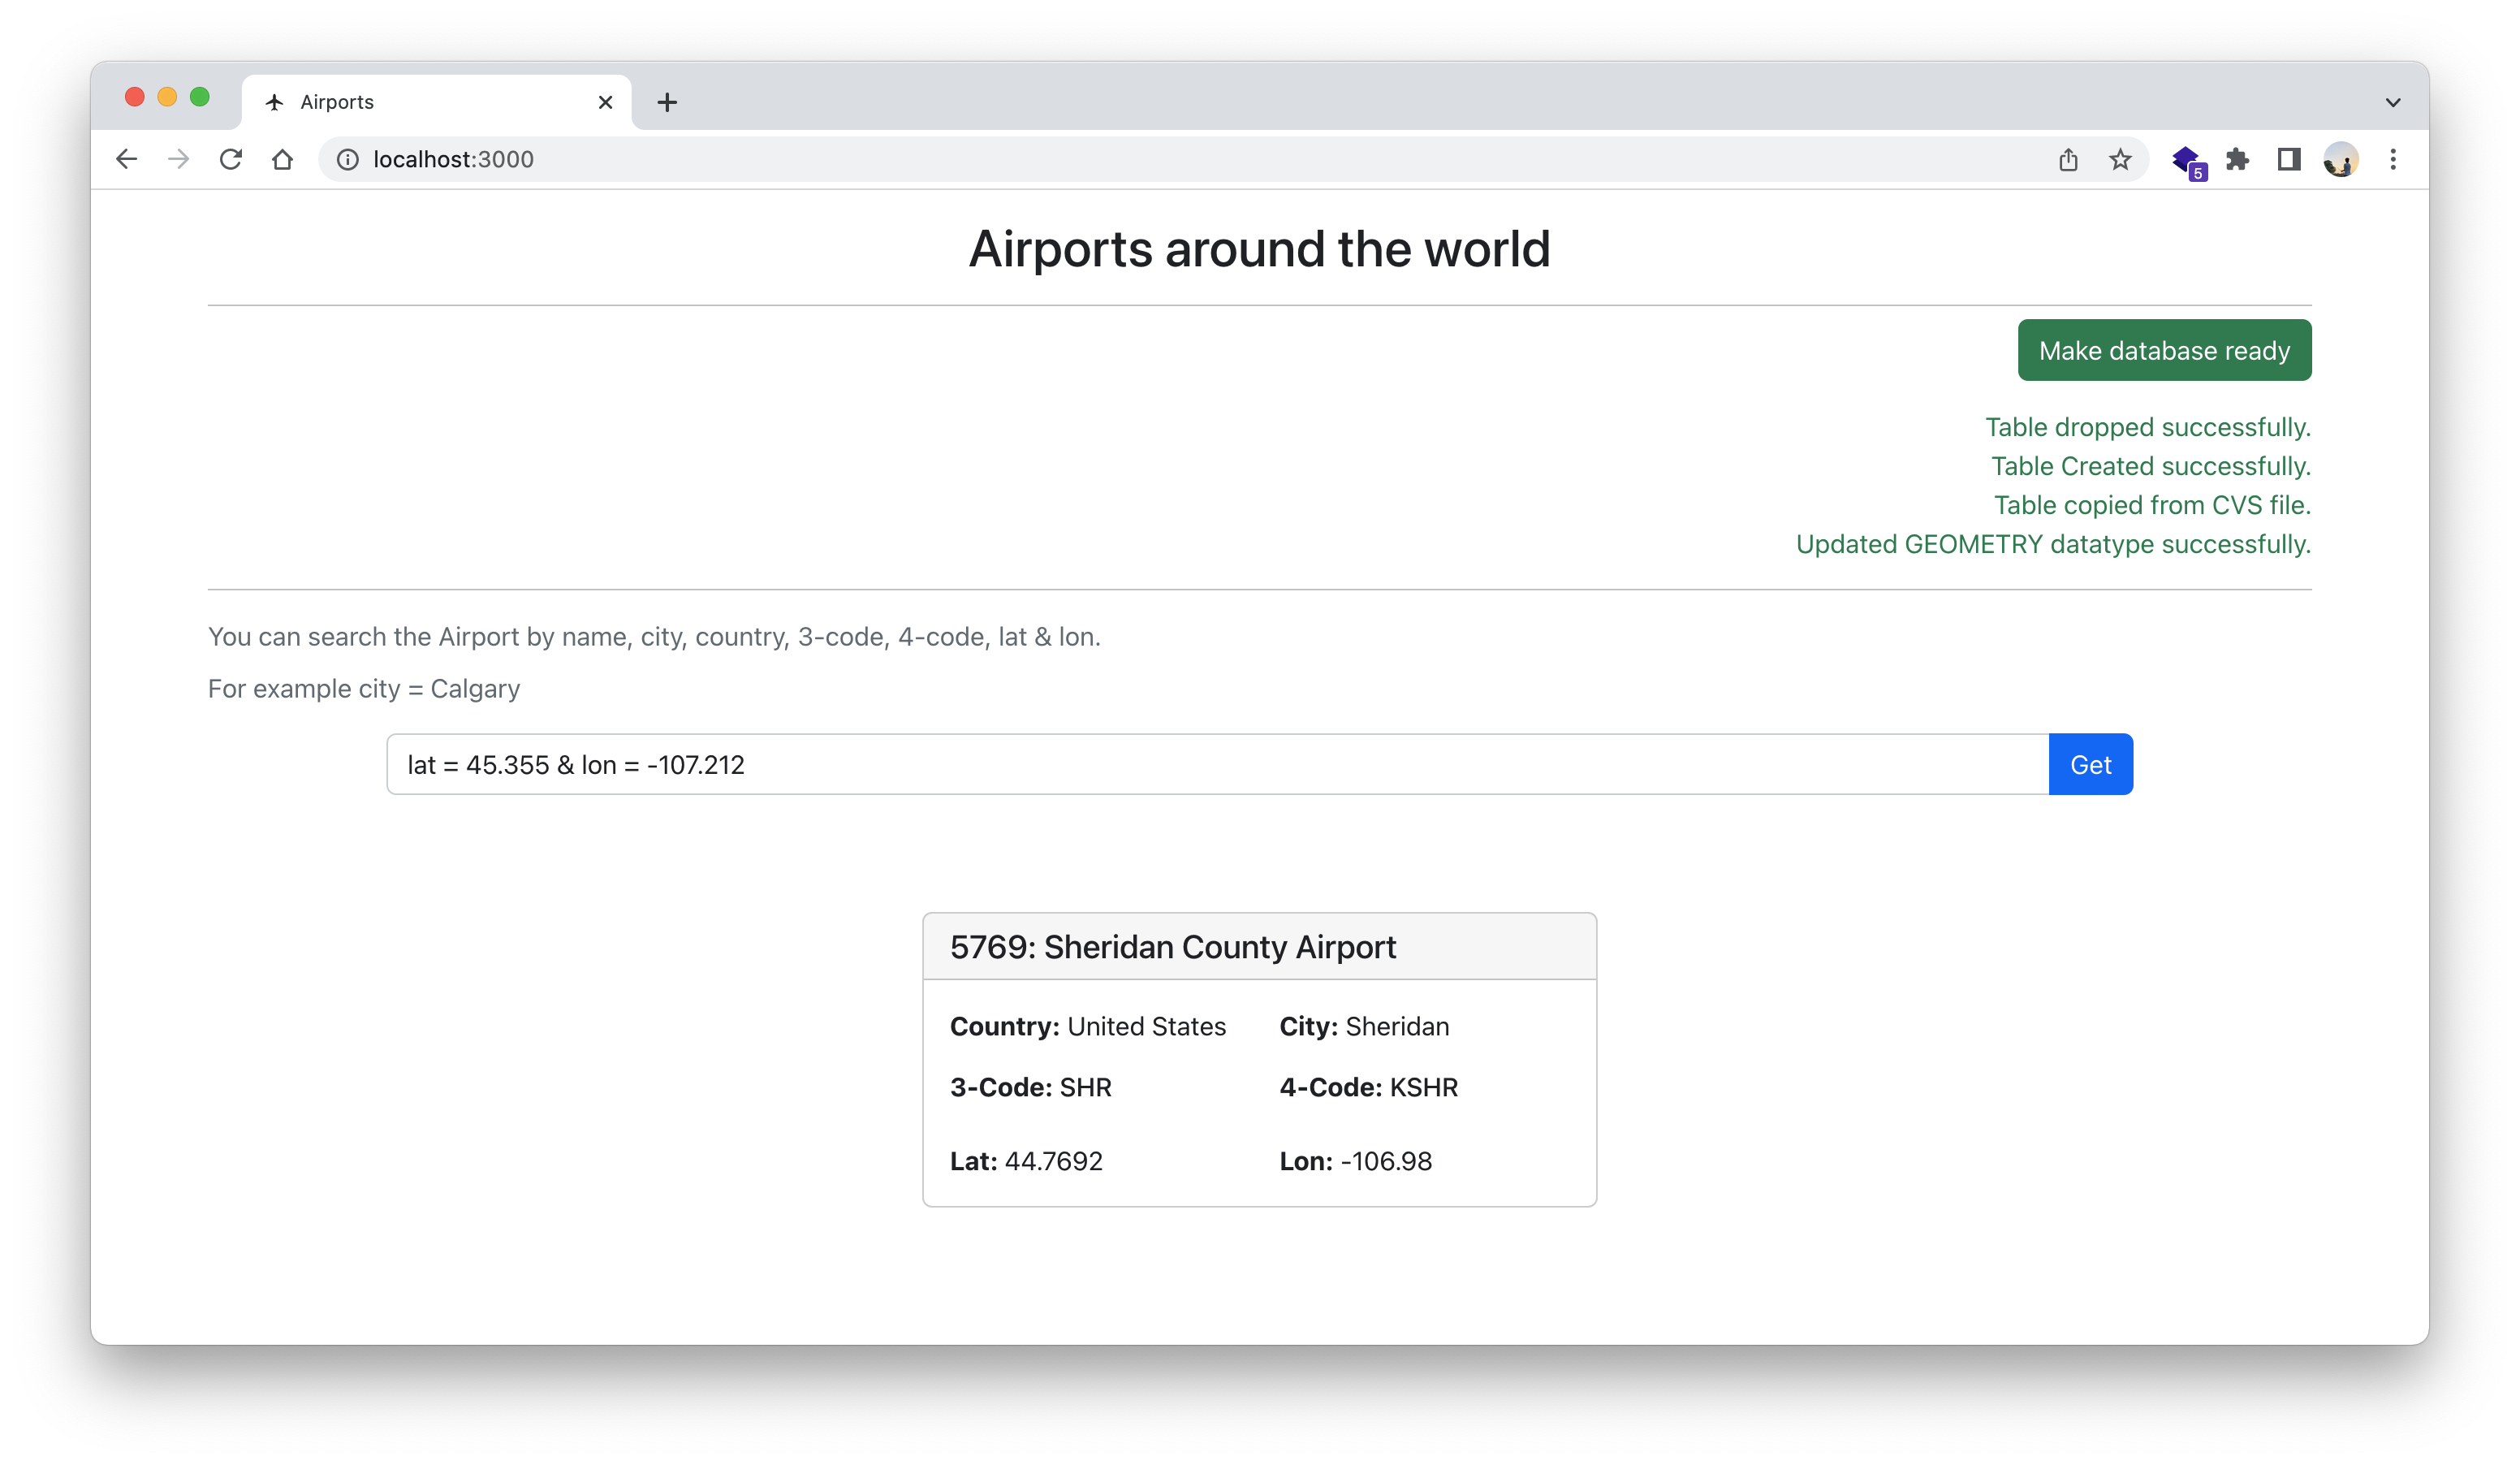 Airports
localhost:3000
5
Airports around the world
Make database ready
Table dropped successfully.
Table Created successfully.
Table copied from CVS file.
Updated GEOMETRY datatype successfully.
You can search the Airport by name, city, country, 3-code, 4-code, lat & lon.
For example city = Calgary
lat = 45.355 & lon = -107.212 Get
5769: Sheridan County Airport
Country: United States City: Sheridan
3-Code: SHR 4-Code: KSHR
Lat: 44.7692 Lon: -106.98